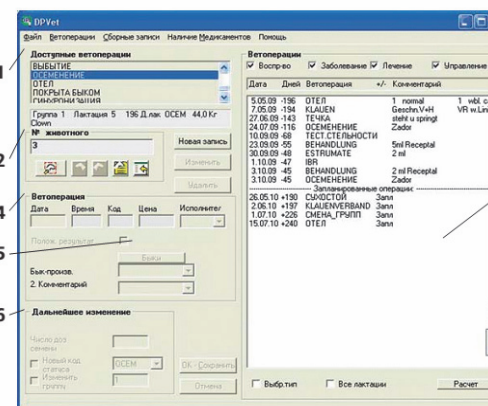 DPVet
Файл Ветоперации Сборные записи Наличие Медикаментов Помощь
Доступные ветоперации
ВЫБЫТИЕ
ОСЕМЕНЕНИЕ
ОТЕЛ
ПОКРЫТА БЫКОМ
СИНХРОНИЗАЦИЯ
Группа 1 Лактация 5 196 Д.лак ОСЕМ 44,0 Кг
Clown
№ животного
3
Новая запись
Изменить
Удалить
Ветоперация
Дата Время Код Цена Исполнител
Полож. результат
Быки
Бык-произв.
2. Комментарий
Дальнейшее изменение
Число доз
семени
Новый код
статуса
ОСЕМ
Изменить
группу
1
OK - Сохранить
Отмена
Ветоперации
Воспр-во Заболевание Лечение Управление
Дата Дней Ветоперация +/- Комментарий
5.05.09 -196 ОТЕЛ 1 normal 1 wbl. c
7.05.09 -194 KLAUEN Geschn.V+H VR w.Lin
27.06.09 -143 ТЕЧКА steht u springt
24.07.09 -116 ОСЕМЕНЕНИЕ Zador
10.09.09 -68 ТЕСТ.СТЕЛЬНОСТИ
23.09.09 -55 BEHANDLUNG 5ml Receptal
30.09.09 -48 ESTRUMATE 2 ml
1.10.09 -47 IBR
3.10.09 -45 BEHANDLUNG 2 ml Receptal
3.10.09 -45 ОСЕМЕНЕНИЕ Zador
Запланированные операции:
26.05.10 +190 СУХОСТОЙ Запл
2.06.10 +197 KLAUENVERBAND Запл
1.07.10 +226 СМЕНА_ГРУПП Запл
15.07.10 +240 ОТЕЛ Запл
Выбр.тип Все лактации Расчет
1
2
4
5
6